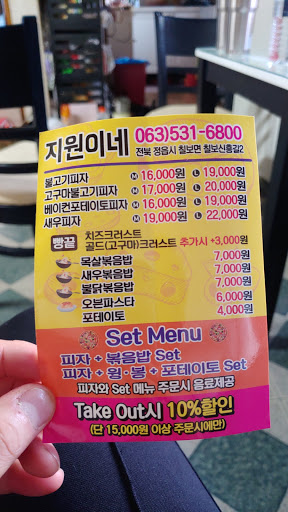 지원이네 063)531-6800
전북 정읍시 칠보면 칠보신흥길2
불고기피자 M 16,000원 L 19,000원
고구마불고기피자 M 17,000원 L 20,000원
베이컨포테이토피자 M 16,000원 L 19,000원
새우피자 M 19,000원 L 22,000원
빵끝 치즈크러스트
골드(고구마)크러스트 추가시 +3,000원
목살볶음밥 7,000원
새우볶음밥 7,000원
불닭볶음밥 7,000원
오븐파스타 6,000원
포테이토 4,000원
Set Menu
피자 + 볶음밥 Set
피자 + 윙·봉 + 포테이토 Set
피자와 Set 메뉴 주문시 음료제공
Take Out시 10%할인
(단 15,000원 이상 주문시에만)